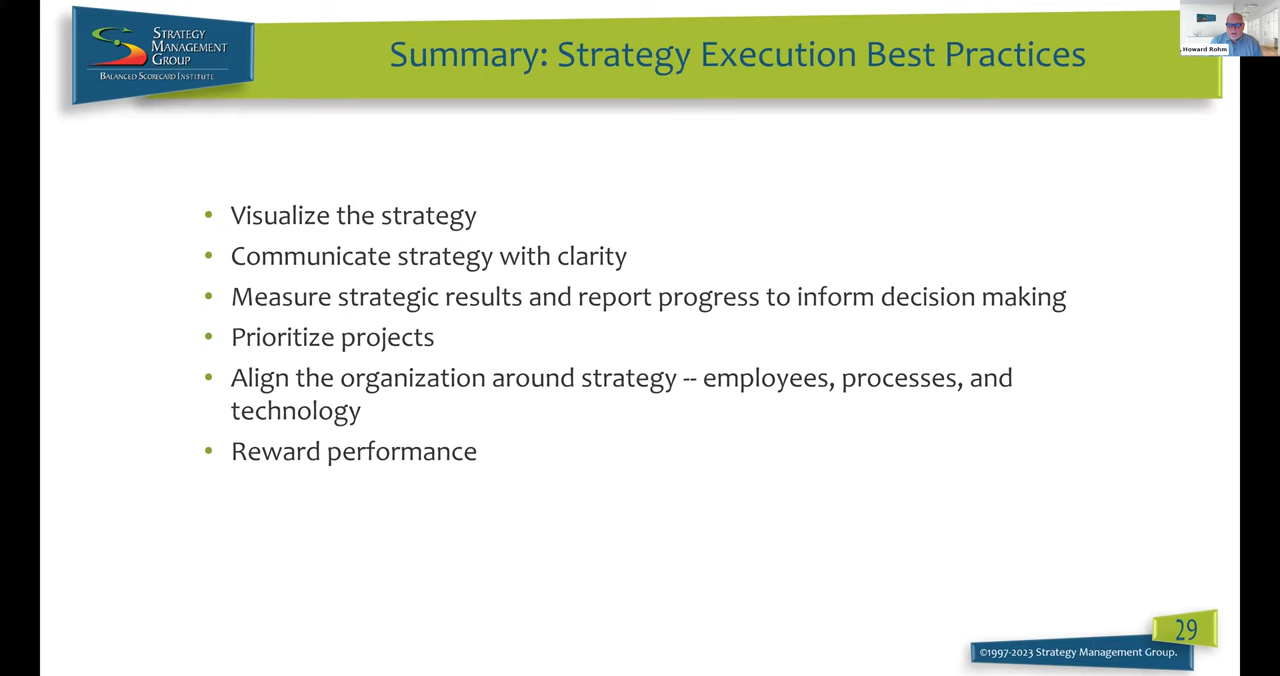 STRATEGY
MANAGEMENT
GROUP
BALANCED SCORECARD INSTITUTE
Summary: Strategy Execution Best Practices
Howard Rohm
• Visualize the strategy
• Communicate strategy with clarity
• Measure strategic results and report progress to inform decision making
• Prioritize projects
• Align the organization around strategy -- employees, processes, and
technology
• Reward performance
29
©1997-2023 Strategy Management Group.